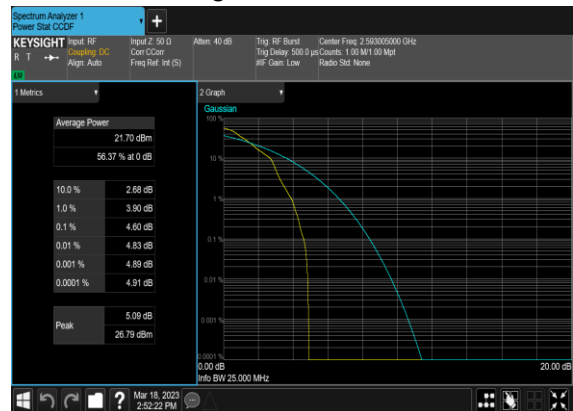 Spectrum Analyzer 1
Power Stat CCDF
+
KEYSIGHT
R T
LXI
Input: RF
Coupling: DC
Align: Auto
Input Z: 50 Ω
Corr CCorr
Freq Ref: Int (S)
Atten: 40 dB
Trig: RF Burst
Trig Delay: 500.0 µs
#IF Gain: Low
Center Freq: 2.593005000 GHz
Counts: 1.00 M/1.00 Mpt
Radio Std: None
1 Metrics
Average Power
21.70 dBm
56.37 % at 0 dB
10.0 % 2.68 dB
1.0 % 3.90 dB
0.1 % 4.60 dB
0.01 % 4.83 dB
0.001 % 4.89 dB
0.0001 % 4.91 dB
Peak
5.09 dB
26.79 dBm
2 Graph
Gaussian
100 %
10 %
1 %
0.1 %
0.01 %
0.001 %
0.0001 %
0.00 dB 20.00 dB
Info BW 25.000 MHz
?
Mar 18, 2023
2:52:22 PM